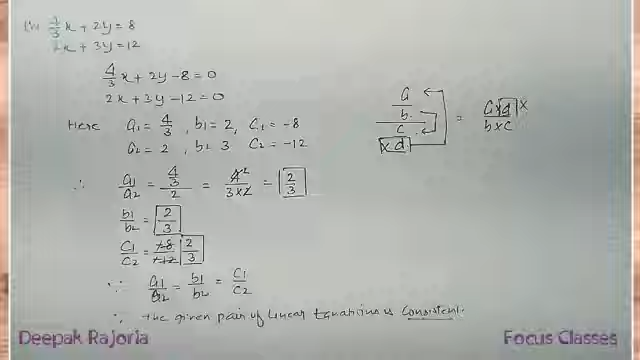 4/3 x + 2y = 8
2x + 3y = 12
4/3 x + 2y - 8 = 0
2x + 3y - 12 = 0
Here a₁ = 4/3, b₁ = 2, C₁ = -8
a₂ = 2, b₂ 3 C₂ = -12
∴ a₁/a₂ = 4/3 / 2 = 4² / 3×2 = 2/3
b₁/b₂ = 2/3
C₁/C₂ = -8/-12 2/3
∵ a₁/a₂ = b₁/b₂ = C₁/C₂
∴ the given pair of linear Equations is Consistent.
a/b / c/×d = a×d / b×c ×
Deepak Rajoria
Focus Classes